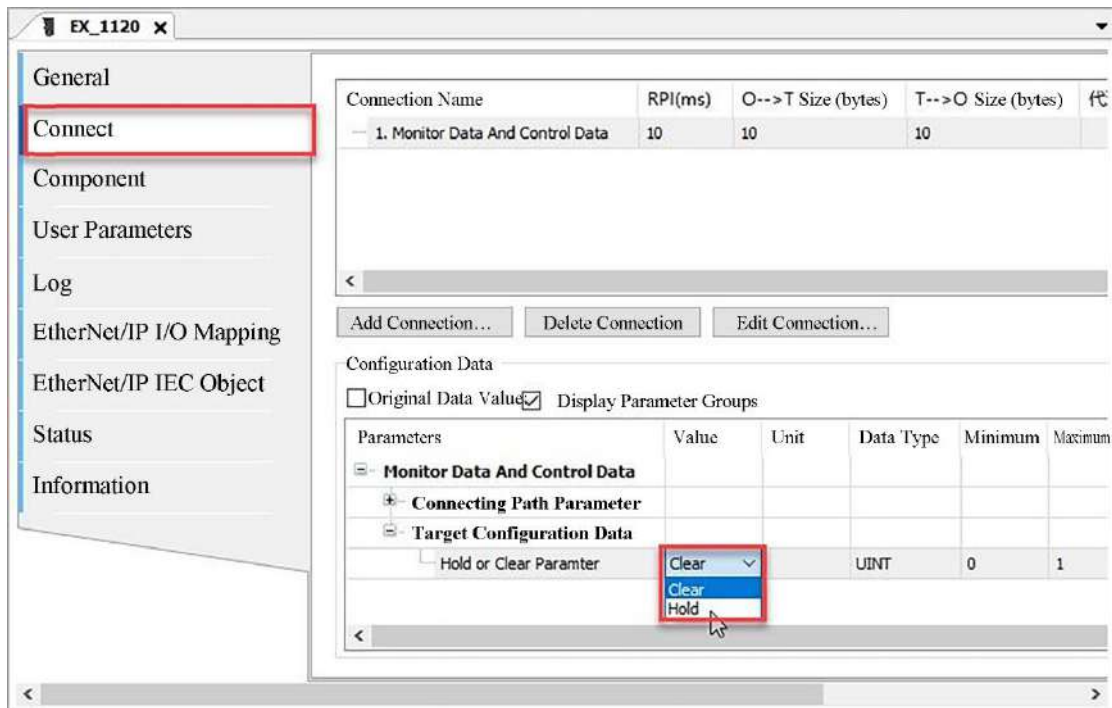 EX_1120
General
Connect
Component
User Parameters
Log
EtherNet/IP I/O Mapping
EtherNet/IP IEC Object
Status
Information
Connection Name RPI(ms) O-->T Size (bytes) T-->O Size (bytes) 代
1. Monitor Data And Control Data 10 10 10
Add Connection... Delete Connection Edit Connection...
Configuration Data
Original Data Value Display Parameter Groups
Parameters Value Unit Data Type Minimum Maximum
Monitor Data And Control Data
Connecting Path Parameter
Target Configuration Data
Hold or Clear Paramter Clear UINT 0 1
Clear
Hold